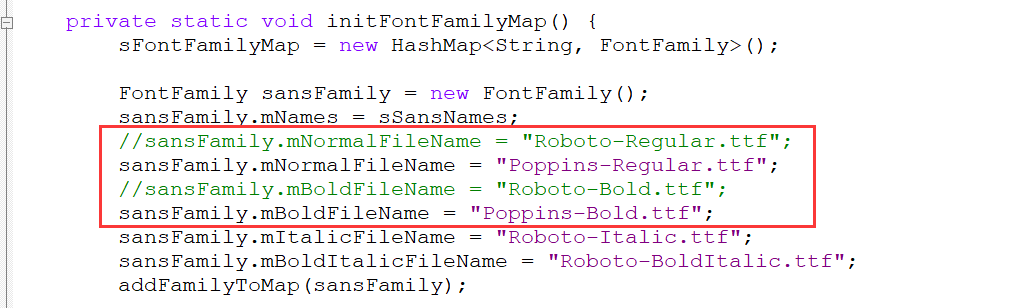 private static void initFontFamilyMap() {
sFontFamilyMap = new HashMap<String, FontFamily>();
FontFamily sansFamily = new FontFamily();
sansFamily.mNames = sSansNames;
//sansFamily.mNormalFileName = "Roboto-Regular.ttf";
sansFamily.mNormalFileName = "Poppins-Regular.ttf";
//sansFamily.mBoldFileName = "Roboto-Bold.ttf";
sansFamily.mBoldFileName = "Poppins-Bold.ttf";
sansFamily.mItalicFileName = "Roboto-Italic.ttf";
sansFamily.mBoldItalicFileName = "Roboto-BoldItalic.ttf";
addFamilyToMap(sansFamily);